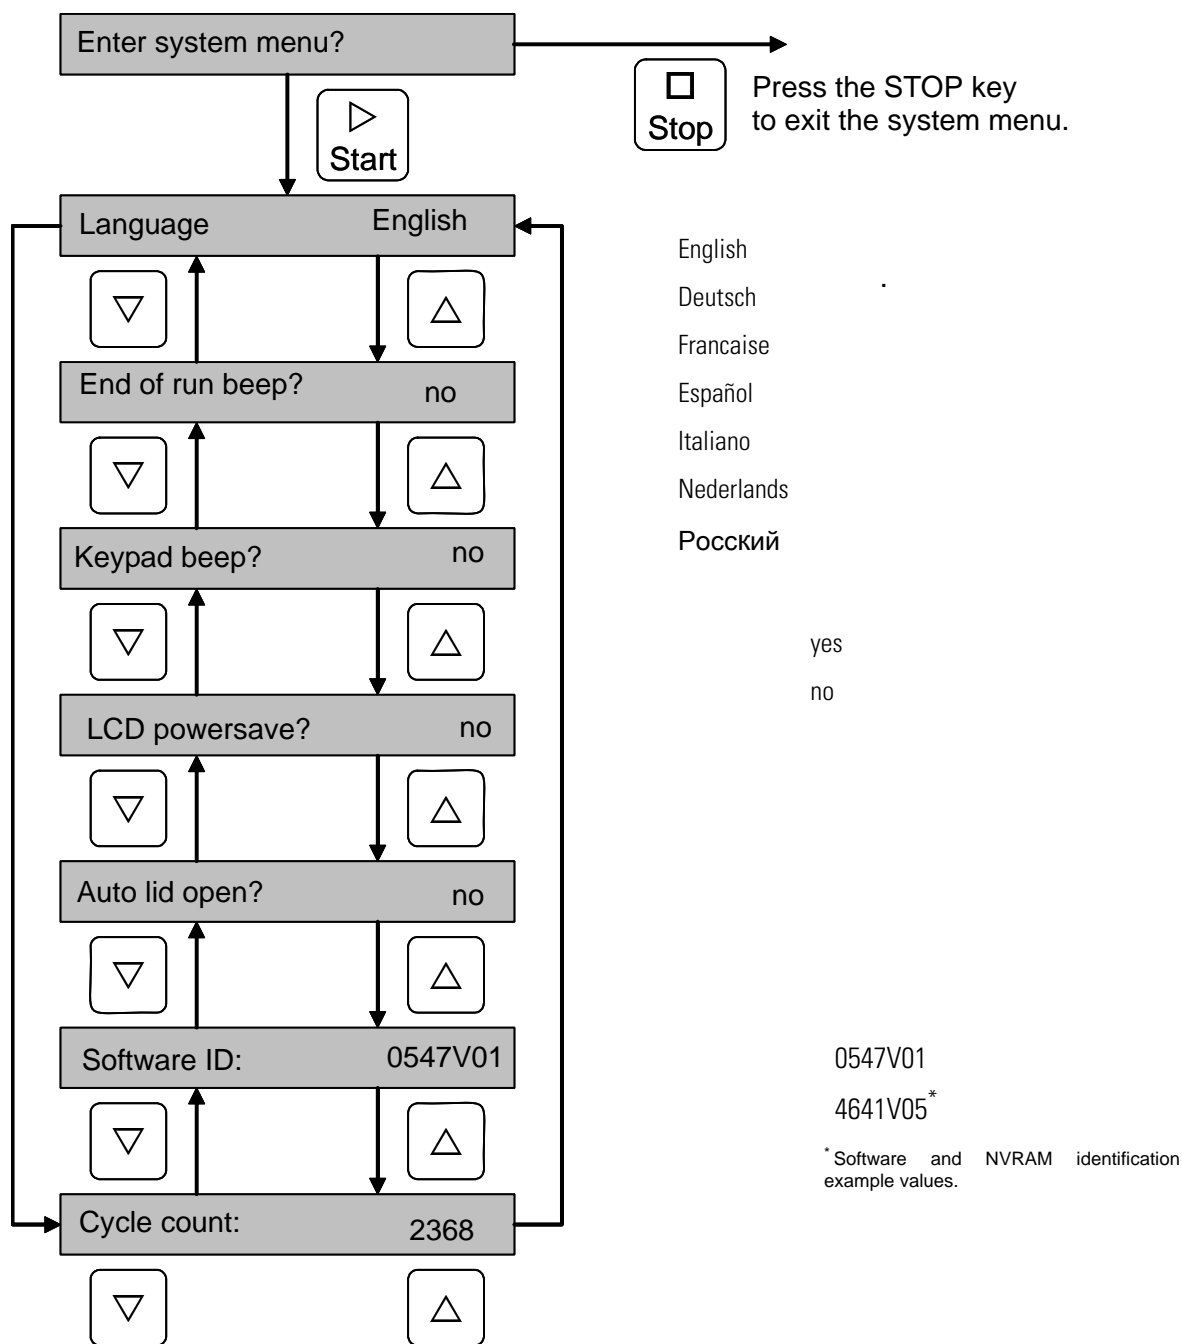 Enter system menu?
Start
Stop
Press the STOP key
to exit the system menu.
Language English
English
Deutsch
Francaise
Español
Italiano
Nederlands
Росский
End of run beep? no
Keypad beep? no
yes
no
LCD powersave? no
Auto lid open? no
Software ID: 0547V01
0547V01
4641V05*
* Software and NVRAM identification
example values.
Cycle count: 2368